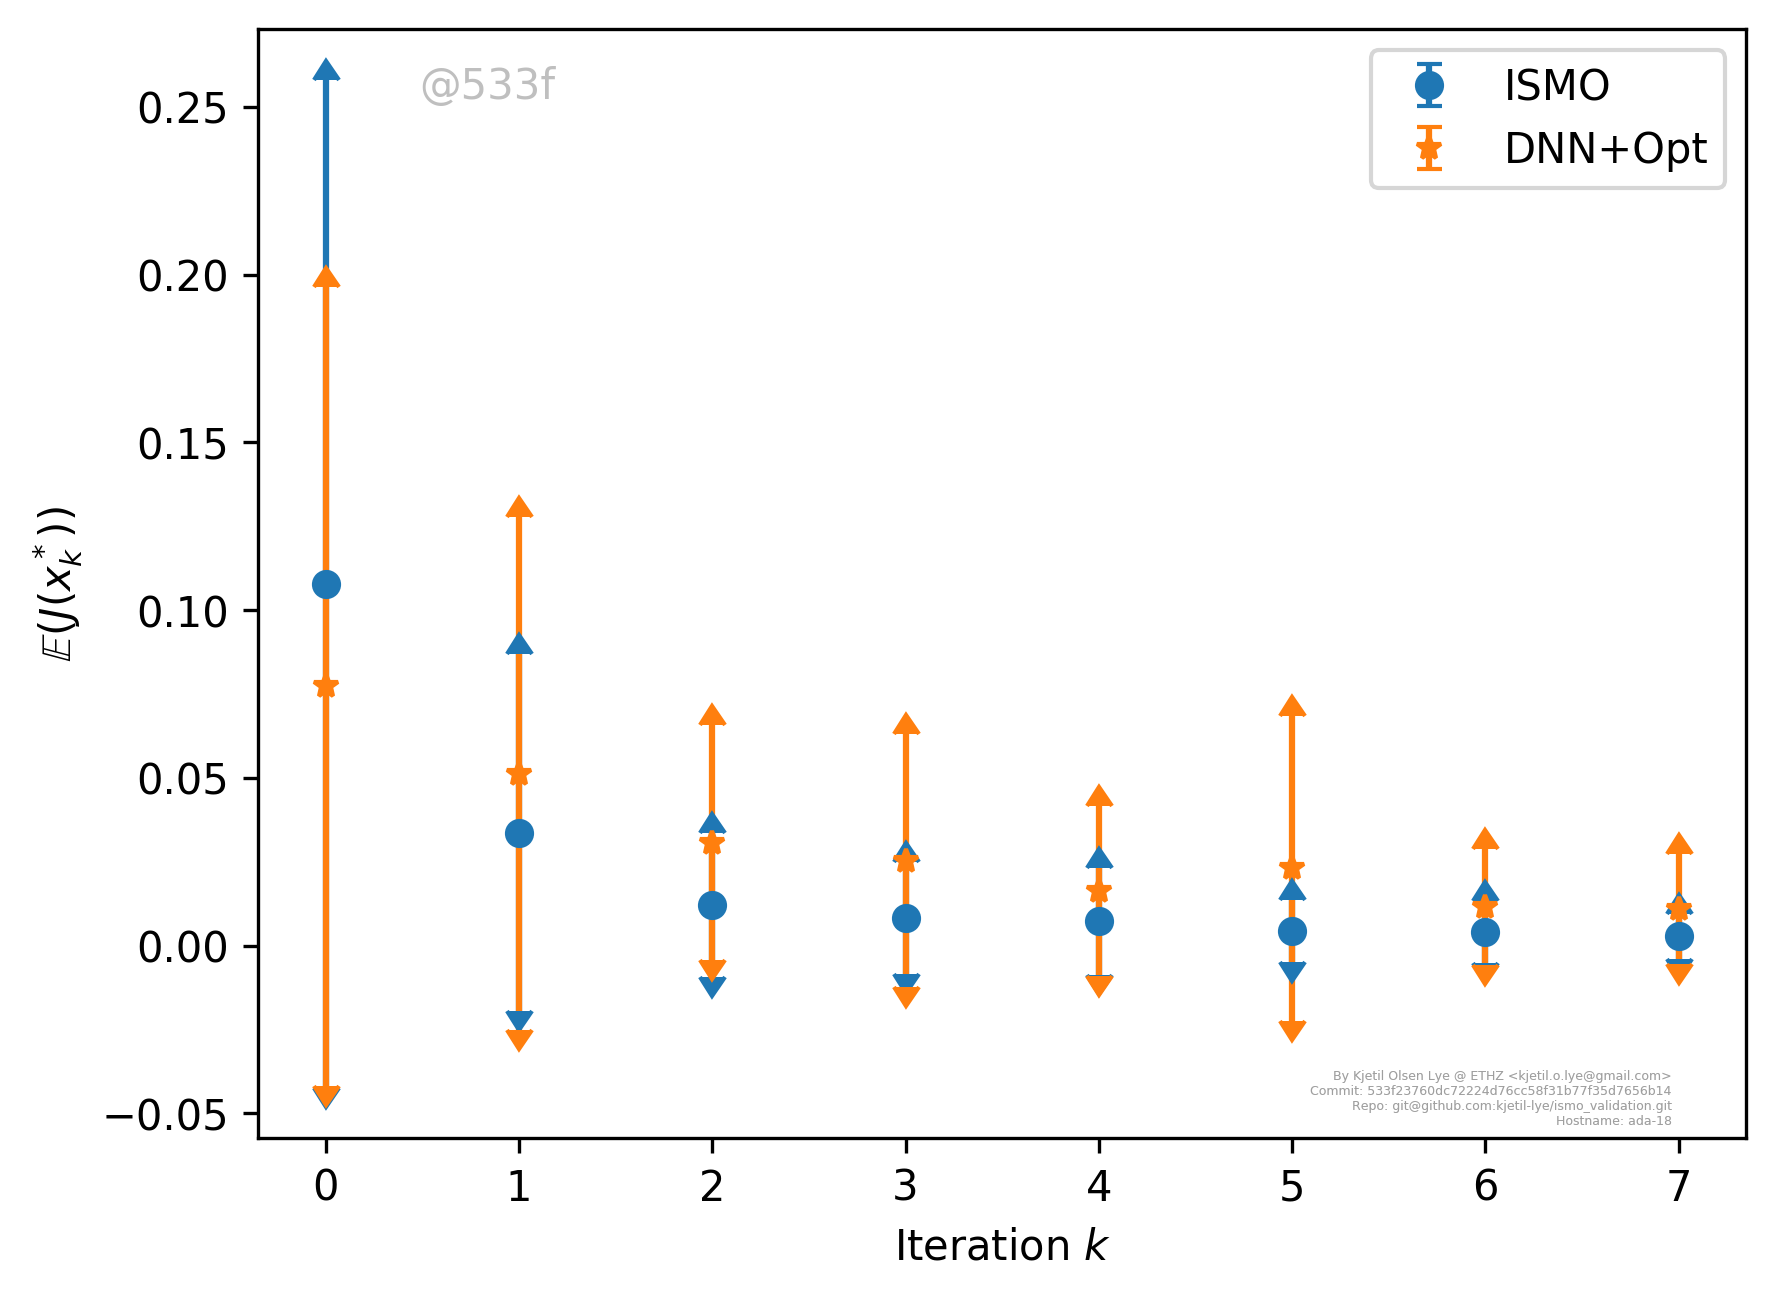 @533f
ISMO
DNN+Opt
0.25
0.20
0.15
0.10
0.05
0.00
−0.05
𝔼(J(x*k))
0 1 2 3 4 5 6 7
Iteration k
By Kjetil Olsen Lye @ ETHZ <kjetil.o.lye@gmail.com>
Commit: 533f23760dc72224d76cc58f31b77f35d7656b14
Repo: git@github.com:kjetil-lye/ismo_validation.git
Hostname: ada-18